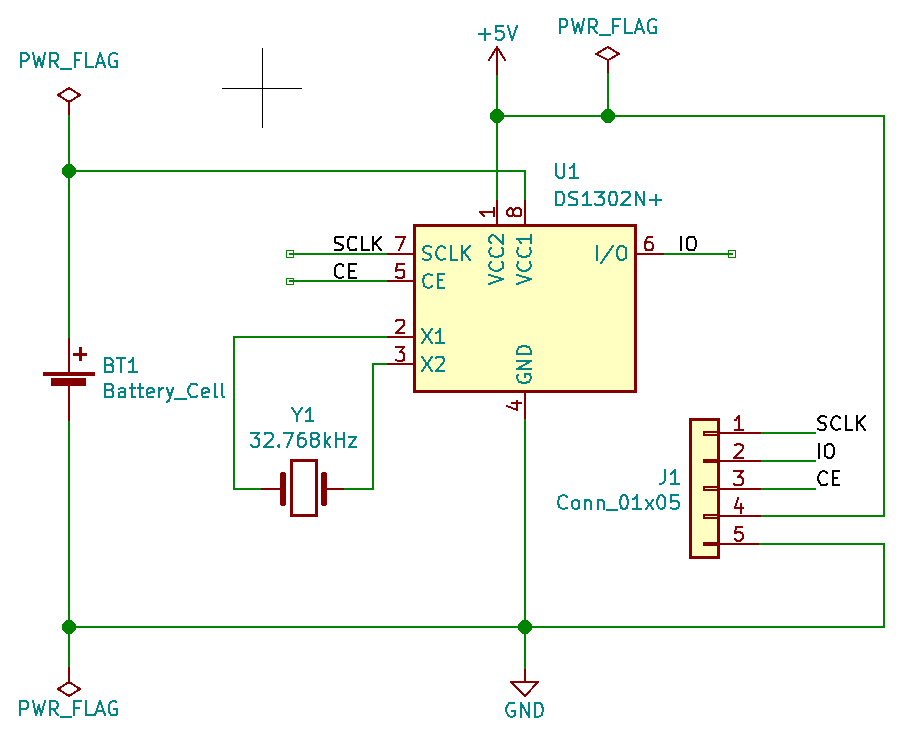 PWR_FLAG
+5V
PWR_FLAG
U1
DS1302N+
1
8
SCLK
7
SCLK
VCC2
VCC1
I/O
6
IO
CE
5
CE
2
X1
3
X2
GND
4
BT1
Battery_Cell
Y1
32.768kHz
J1
Conn_01x05
1
SCLK
2
IO
3
CE
4
5
PWR_FLAG
GND